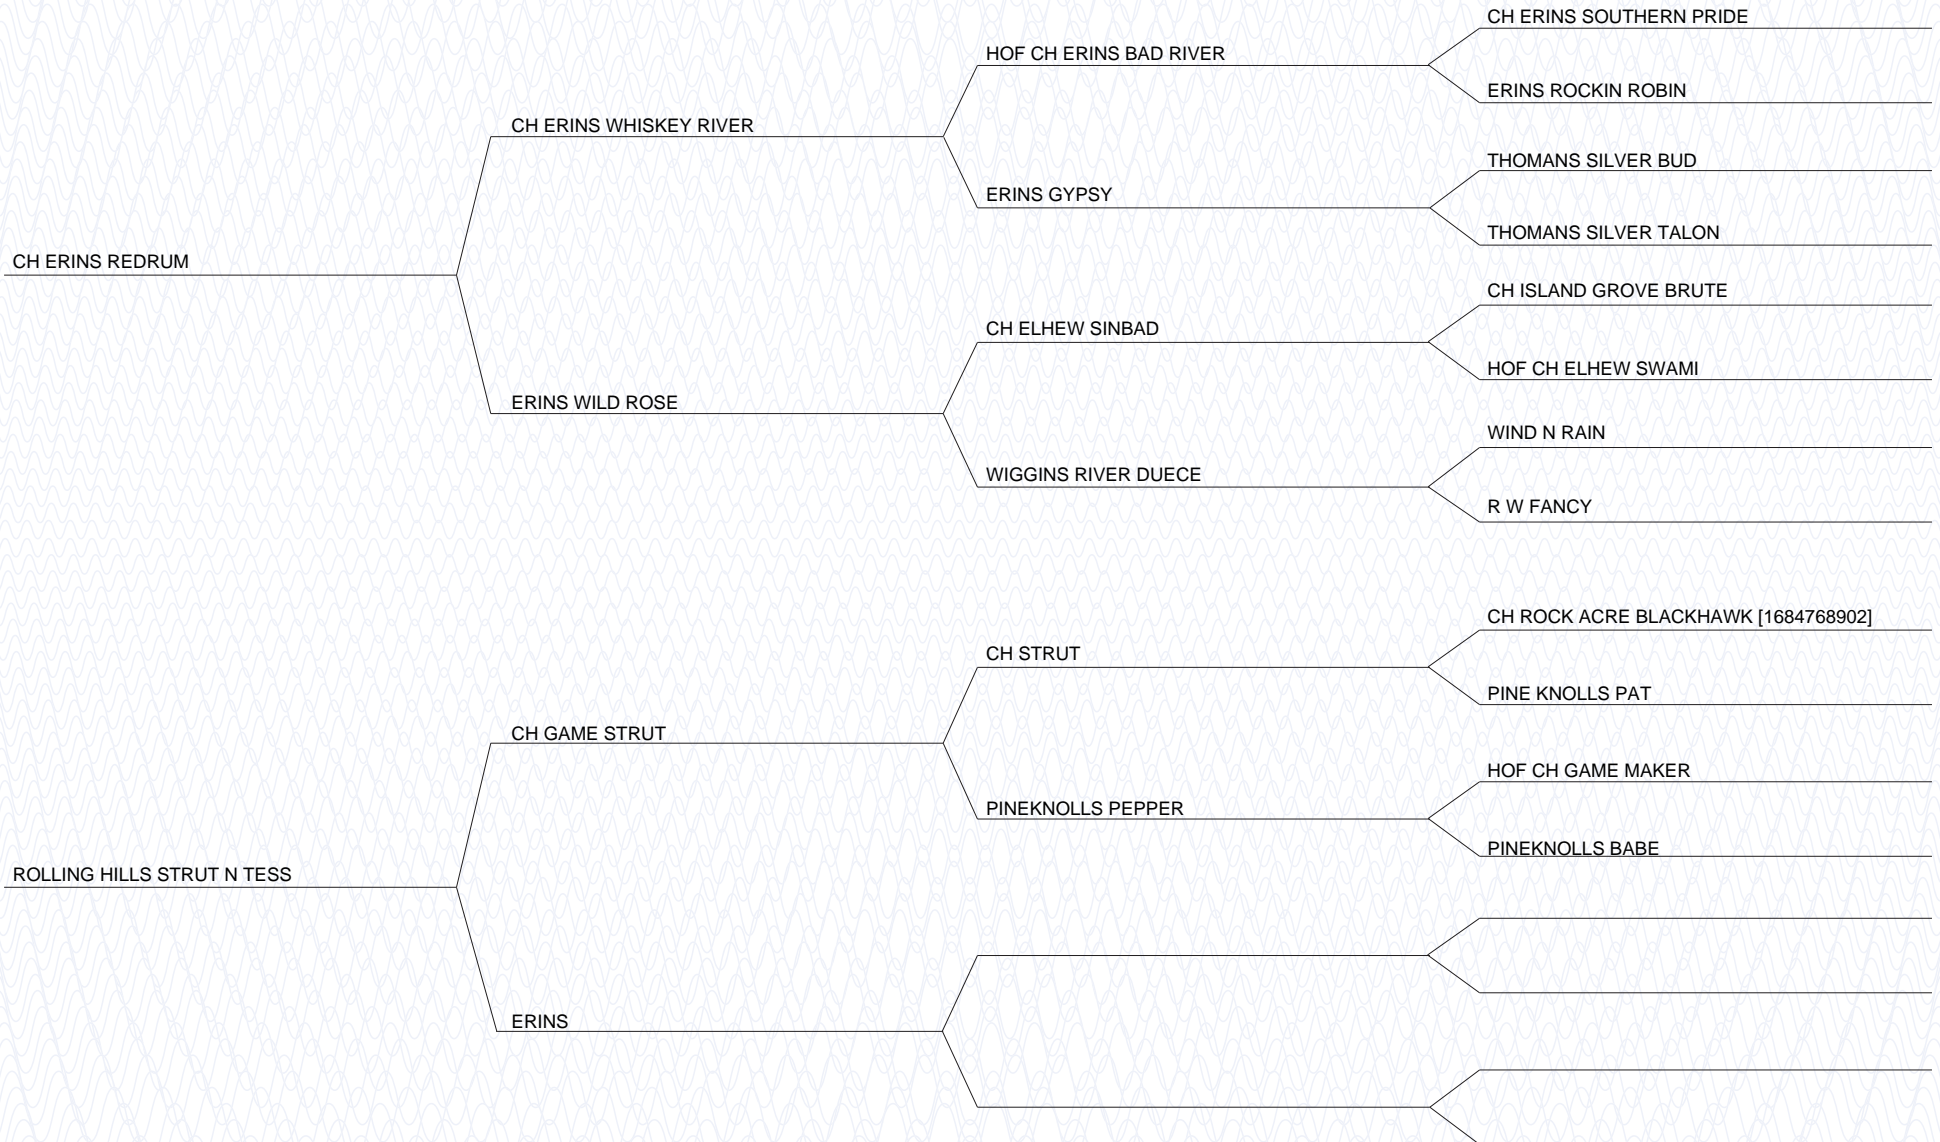 CH ERINS SOUTHERN PRIDE
HOF CH ERINS BAD RIVER
ERINS ROCKIN ROBIN
CH ERINS WHISKEY RIVER
THOMANS SILVER BUD
ERINS GYPSY
THOMANS SILVER TALON
CH ERINS REDRUM
CH ISLAND GROVE BRUTE
CH ELHEW SINBAD
HOF CH ELHEW SWAMI
ERINS WILD ROSE
WIND N RAIN
WIGGINS RIVER DUECE
R W FANCY
CH ROCK ACRE BLACKHAWK [1684768902]
CH STRUT
PINE KNOLLS PAT
CH GAME STRUT
HOF CH GAME MAKER
PINEKNOLLS PEPPER
PINEKNOLLS BABE
ROLLING HILLS STRUT N TESS
ERINS